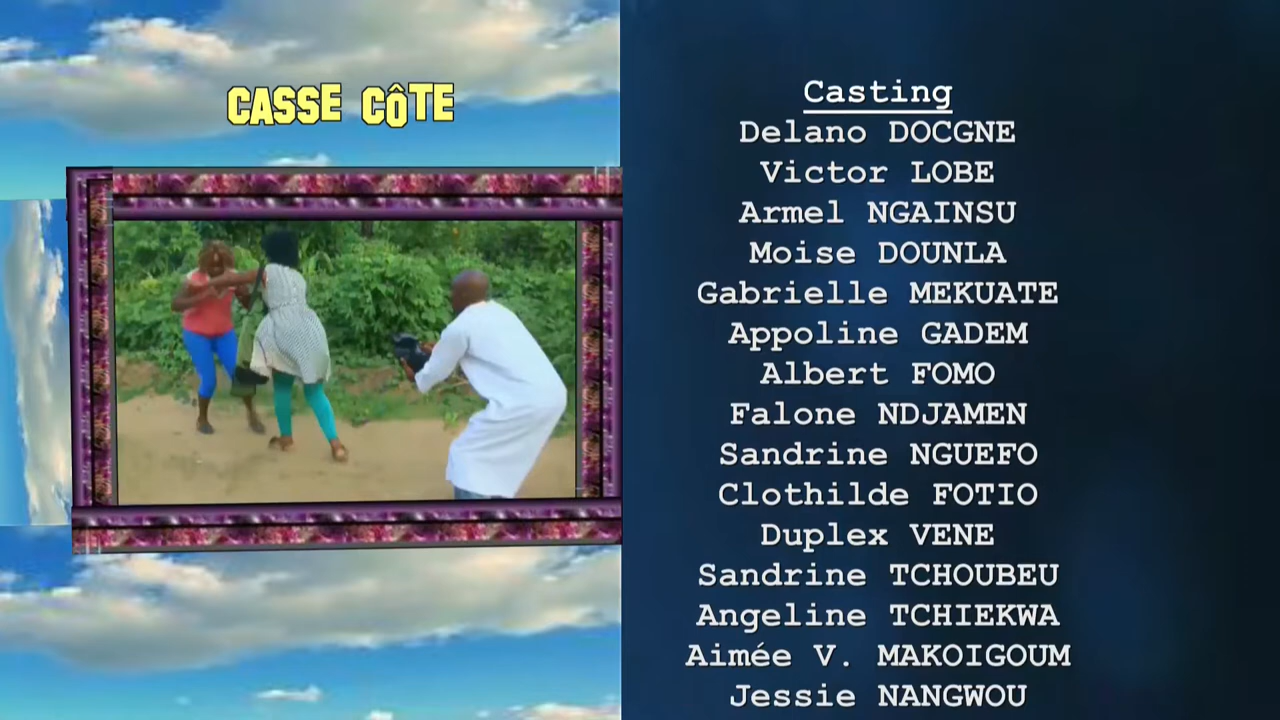 CASSE CÔTE
Casting
Delano DOCGNE
Victor LOBE
Armel NGAINSU
Moise DOUNLA
Gabrielle MEKUATE
Appoline GADEM
Albert FOMO
Falone NDJAMEN
Sandrine NGUEFO
Clothilde FOTIO
Duplex VENE
Sandrine TCHOUBEU
Angeline TCHIEKWA
Aimée V. MAKOIGOUM
Jessie NANGWOU